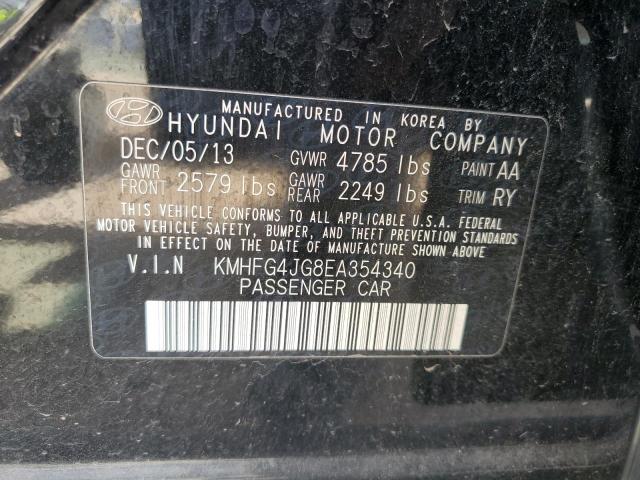 MANUFACTURED IN KOREA BY
HYUNDAI MOTOR COMPANY
DEC/05/13 GVWR 4785 lbs PAINT AA
GAWR FRONT 2579 lbs GAWR REAR 2249 lbs TRIM RY
THIS VEHICLE CONFORMS TO ALL APPLICABLE U.S.A. FEDERAL
MOTOR VEHICLE SAFETY, BUMPER, AND THEFT PREVENTION STANDARDS
IN EFFECT ON THE DATE OF MANUFACTURE SHOWN ABOVE
V.I.N KMHFG4JG8EA354340
PASSENGER CAR